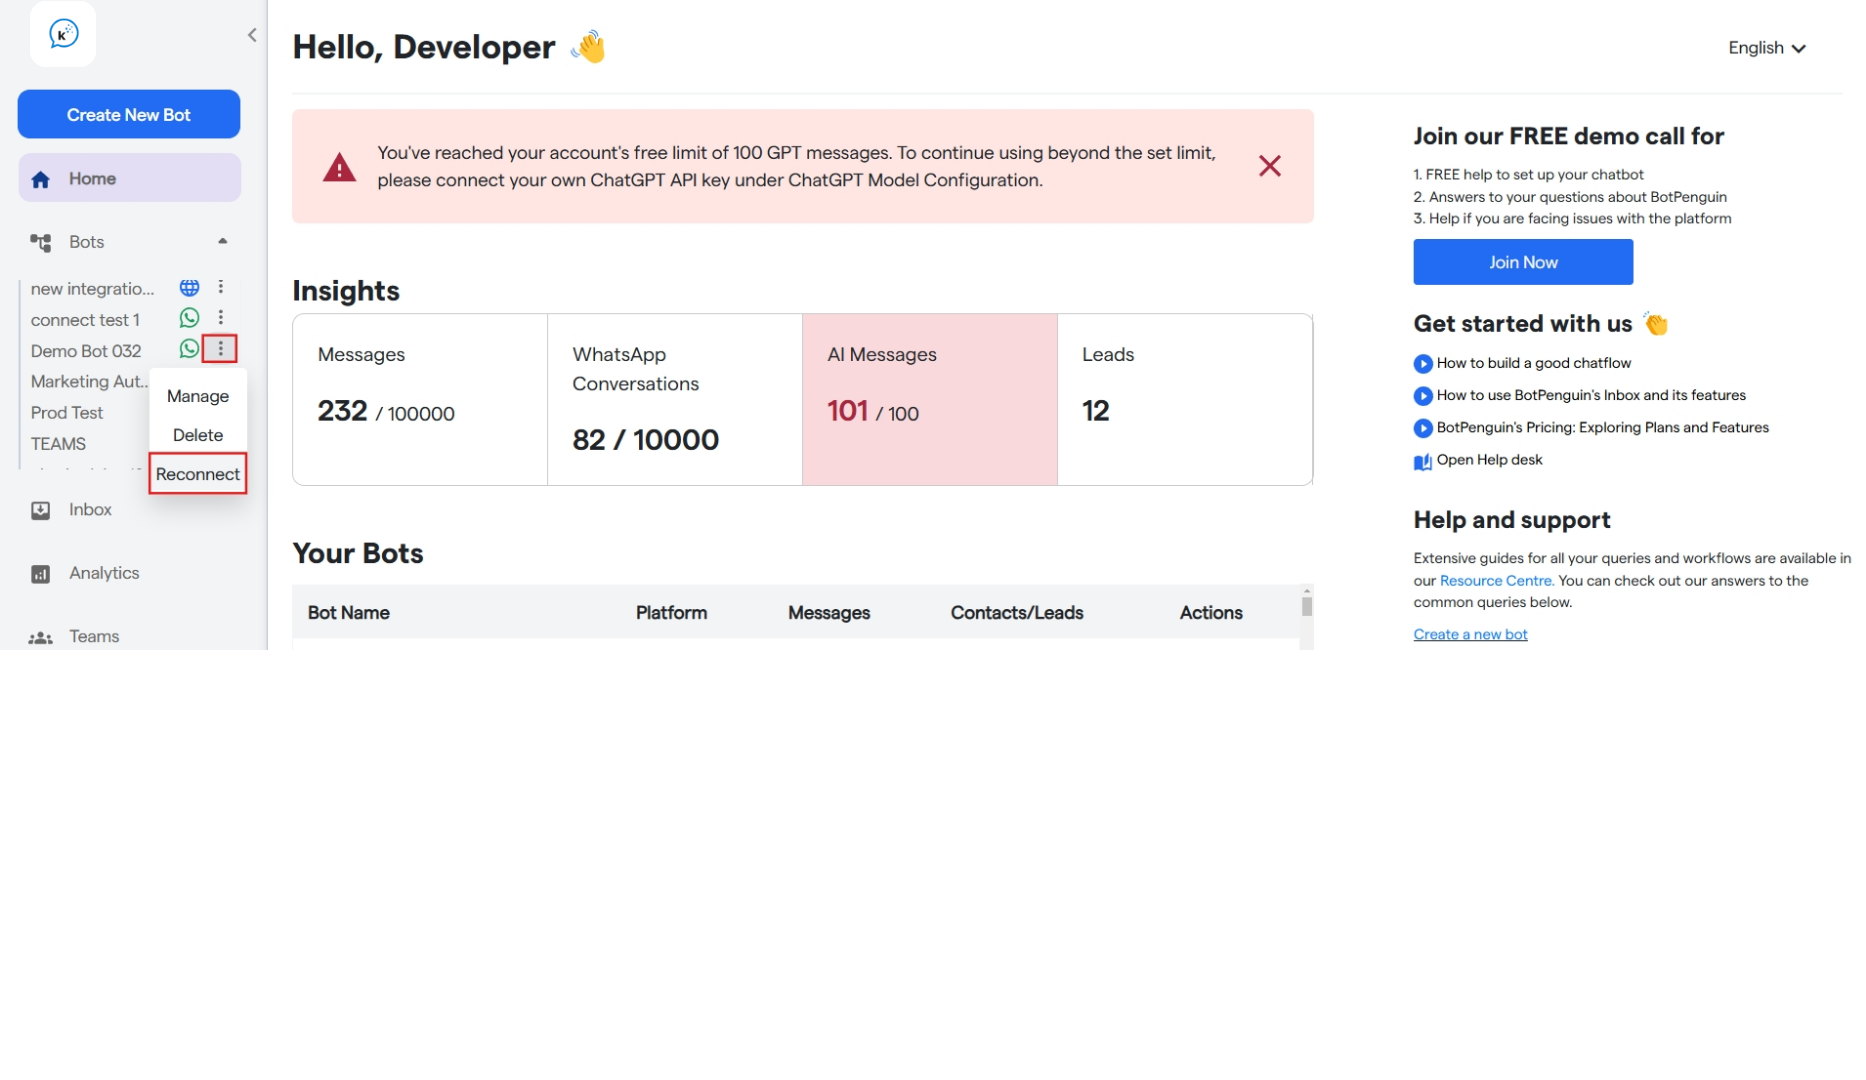 K
Create New Bot
Home
Bots
new integratio...
connect test 1
Demo Bot 032
Marketing Aut..
Prod Test
TEAMS
Manage
Delete
Reconnect
Inbox
Analytics
Teams
Hello, Developer
English
You've reached your account's free limit of 100 GPT messages. To continue using beyond the set limit,
please connect your own ChatGPT API key under ChatGPT Model Configuration.
Insights
Messages
232 / 100000
WhatsApp
Conversations
82 / 10000
AI Messages
101 / 100
Leads
12
Your Bots
Bot Name Platform Messages Contacts/Leads Actions
Join our FREE demo call for
1. FREE help to set up your chatbot
2. Answers to your questions about BotPenguin
3. Help if you are facing issues with the platform
Join Now
Get started with us
How to build a good chatflow
How to use BotPenguin's Inbox and its features
BotPenguin's Pricing: Exploring Plans and Features
Open Help desk
Help and support
Extensive guides for all your queries and workflows are available in
our Resource Centre. You can check out our answers to the
common queries below.
Create a new bot